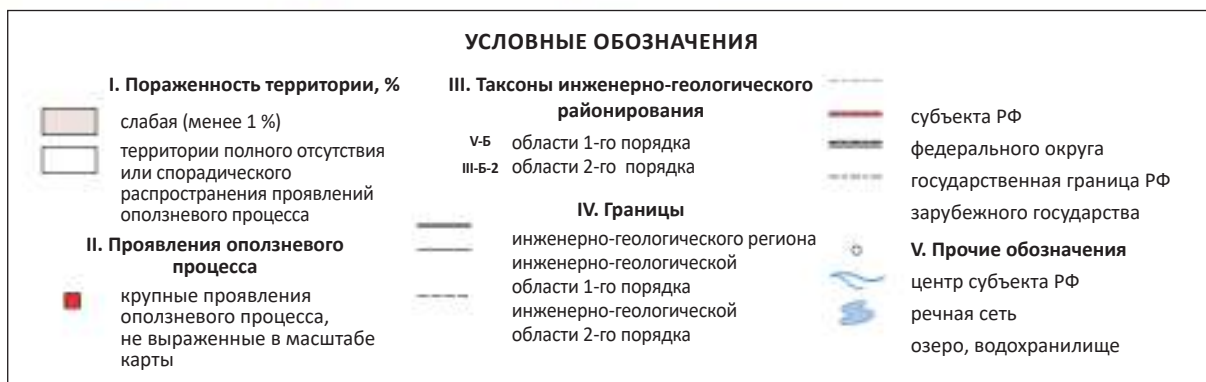 УСЛОВНЫЕ ОБОЗНАЧЕНИЯ
I. Пораженность территории, %
слабая (менее 1 %)
территории полного отсутствия
или спорадического
распространения проявлений
оползневого процесса
II. Проявления оползневого
процесса
крупные проявления
оползневого процесса,
не выраженные в масштабе
карты
III. Таксоны инженерно-геологического
районирования
V-Б области 1-го порядка
III-Б-2 области 2-го порядка
IV. Границы
инженерно-геологического региона
инженерно-геологической
области 1-го порядка
инженерно-геологической
области 2-го порядка
субъекта РФ
федерального округа
государственная граница РФ
зарубежного государства
V. Прочие обозначения
центр субъекта РФ
речная сеть
озеро, водохранилище